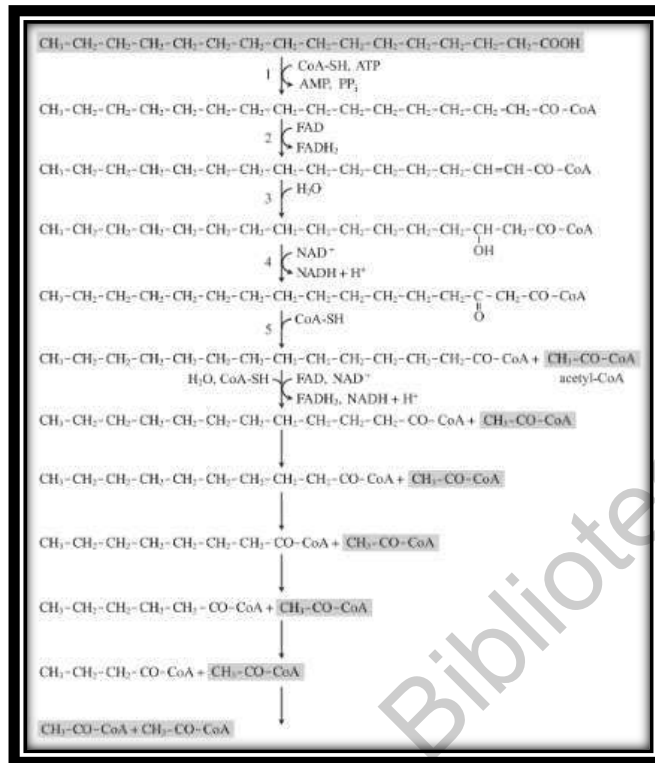 CH₃-CH₂-CH₂-CH₂-CH₂-CH₂-CH₂-CH₂-CH₂-CH₂-CH₂-CH₂-CH₂-CH₂-CH₂-COOH
1 CoA-SH, ATP
AMP, PPᵢ
CH₃-CH₂-CH₂-CH₂-CH₂-CH₂-CH₂-CH₂-CH₂-CH₂-CH₂-CH₂-CH₂-CH₂-CH₂-CO-CoA
2 FAD
FADH₂
CH₃-CH₂-CH₂-CH₂-CH₂-CH₂-CH₂-CH₂-CH₂-CH₂-CH₂-CH₂-CH₂-CH=CH-CO-CoA
3 H₂O
CH₃-CH₂-CH₂-CH₂-CH₂-CH₂-CH₂-CH₂-CH₂-CH₂-CH₂-CH₂-CH₂-CH-CH₂-CO-CoA
OH
4 NAD⁺
NADH + H⁺
CH₃-CH₂-CH₂-CH₂-CH₂-CH₂-CH₂-CH₂-CH₂-CH₂-CH₂-CH₂-CH₂-C-CH₂-CO-CoA
O
5 CoA-SH
CH₃-CH₂-CH₂-CH₂-CH₂-CH₂-CH₂-CH₂-CH₂-CH₂-CH₂-CH₂-CH₂-CO-CoA + CH₃-CO-CoA
H₂O, CoA-SH FAD, NAD⁺ acetyl-CoA
FADH₂, NADH + H⁺
CH₃-CH₂-CH₂-CH₂-CH₂-CH₂-CH₂-CH₂-CH₂-CH₂-CH₂-CO-CoA + CH₃-CO-CoA
CH₃-CH₂-CH₂-CH₂-CH₂-CH₂-CH₂-CH₂-CH₂-CO-CoA + CH₃-CO-CoA
CH₃-CH₂-CH₂-CH₂-CH₂-CH₂-CH₂-CO-CoA + CH₃-CO-CoA
CH₃-CH₂-CH₂-CH₂-CH₂-CO-CoA + CH₃-CO-CoA
CH₃-CH₂-CH₂-CO-CoA + CH₃-CO-CoA
CH₃-CO-CoA + CH₃-CO-CoA
Bibliote